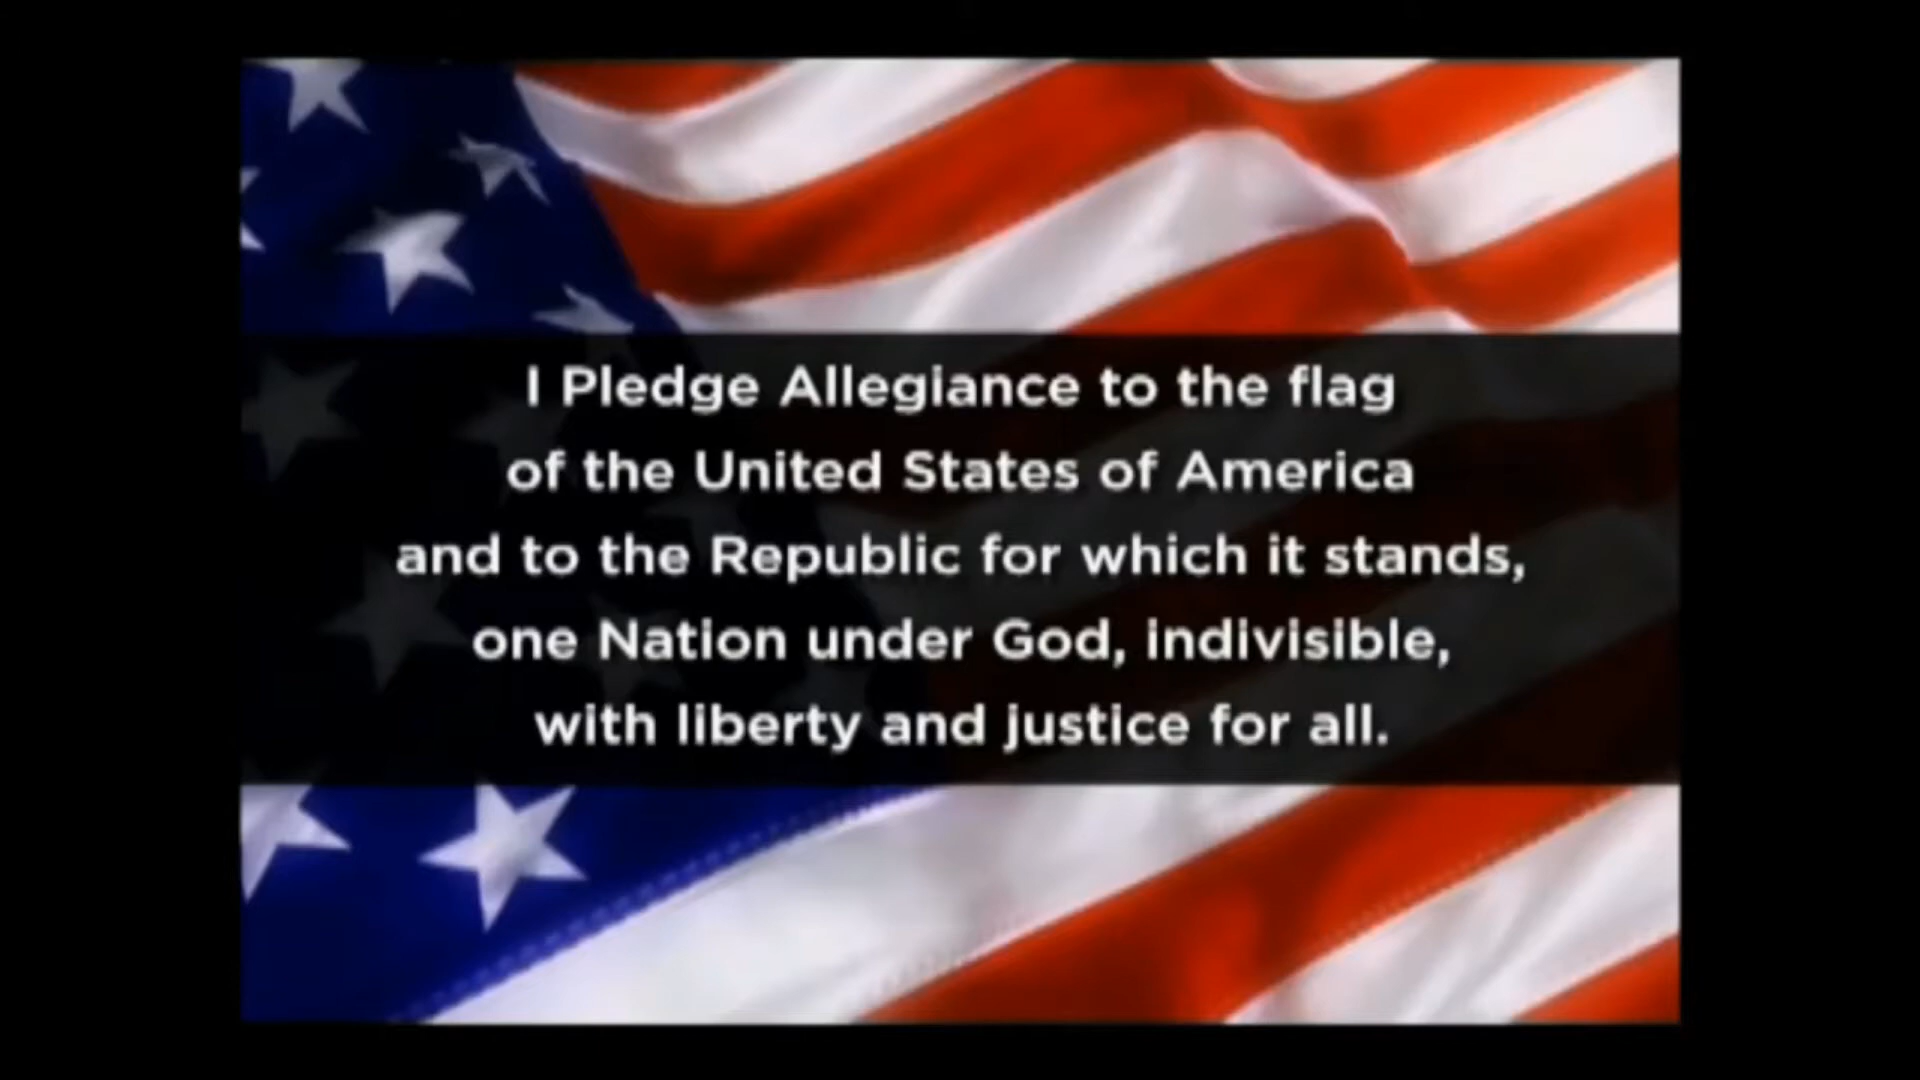 I Pledge Allegiance to the flag
of the United States of America
and to the Republic for which it stands,
one Nation under God, indivisible,
with liberty and justice for all.